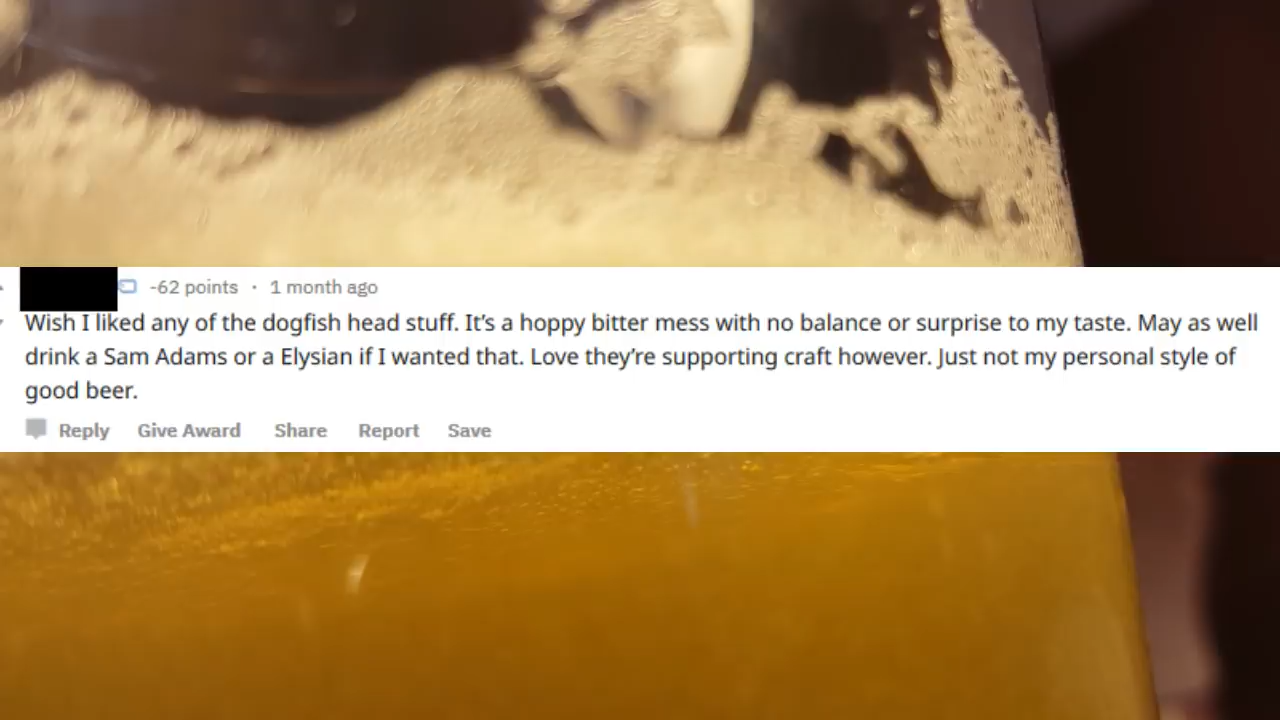 -62 points · 1 month ago
Wish I liked any of the dogfish head stuff. It’s a hoppy bitter mess with no balance or surprise to my taste. May as well
drink a Sam Adams or a Elysian if I wanted that. Love they’re supporting craft however. Just not my personal style of
good beer.
Reply Give Award Share Report Save